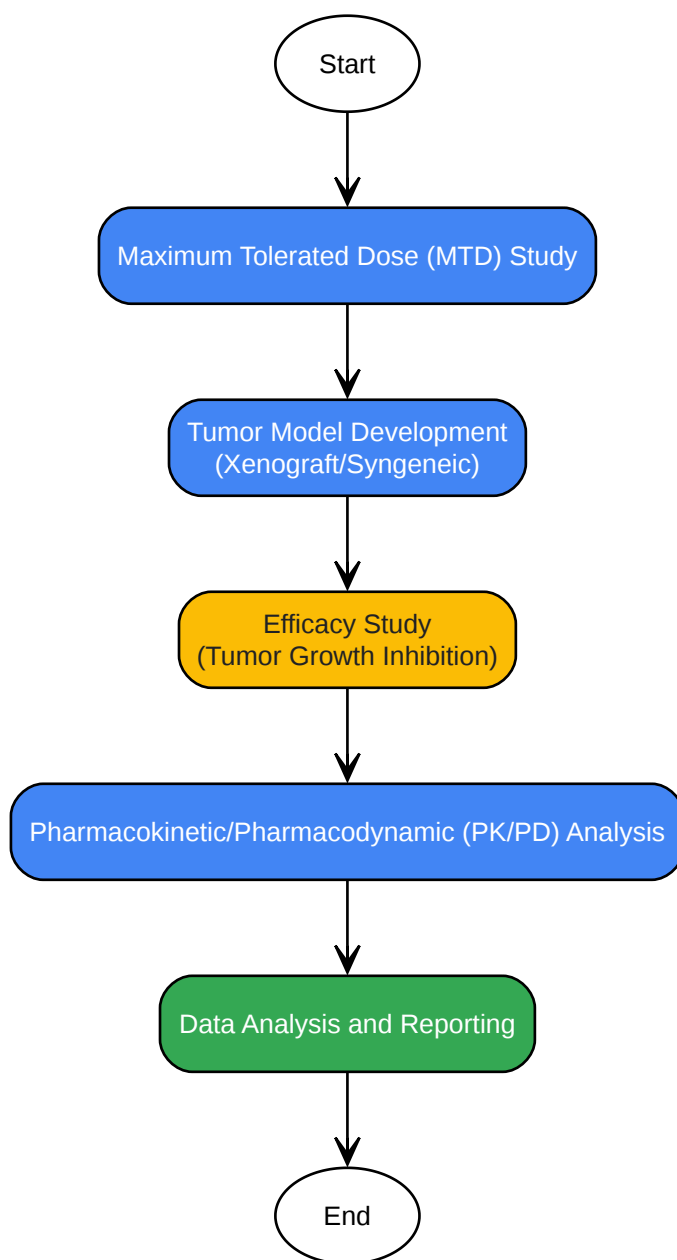 Start
Maximum Tolerated Dose (MTD) Study
Tumor Model Development
(Xenograft/Syngeneic)
Efficacy Study
(Tumor Growth Inhibition)
Pharmacokinetic/Pharmacodynamic (PK/PD) Analysis
Data Analysis and Reporting
End